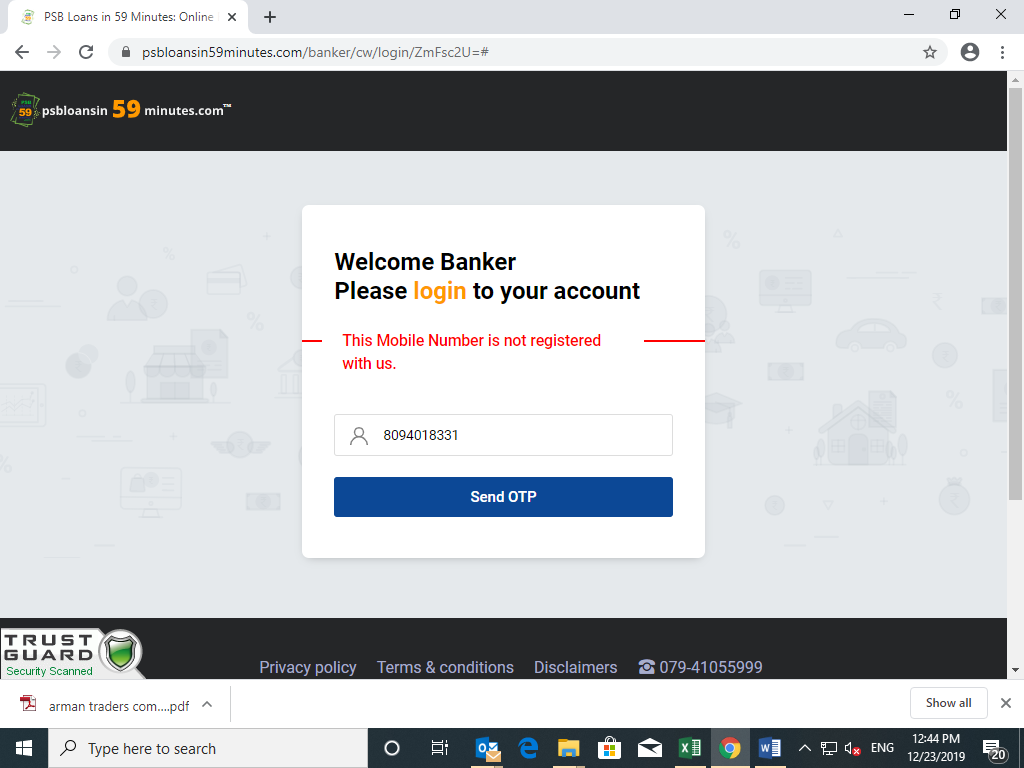 PSB Loans in 59 Minutes: Online
psbloansin59minutes.com/banker/cw/login/ZmFsc2U=#
psbloansin 59 minutes.com™
Welcome Banker
Please login to your account
This Mobile Number is not registered
with us.
8094018331
Send OTP
TRUST
GUARD
Security Scanned
Privacy policy Terms & conditions Disclaimers 079-41055999
arman traders com....pdf
Show all
Type here to search
ENG
12:44 PM
12/23/2019
20